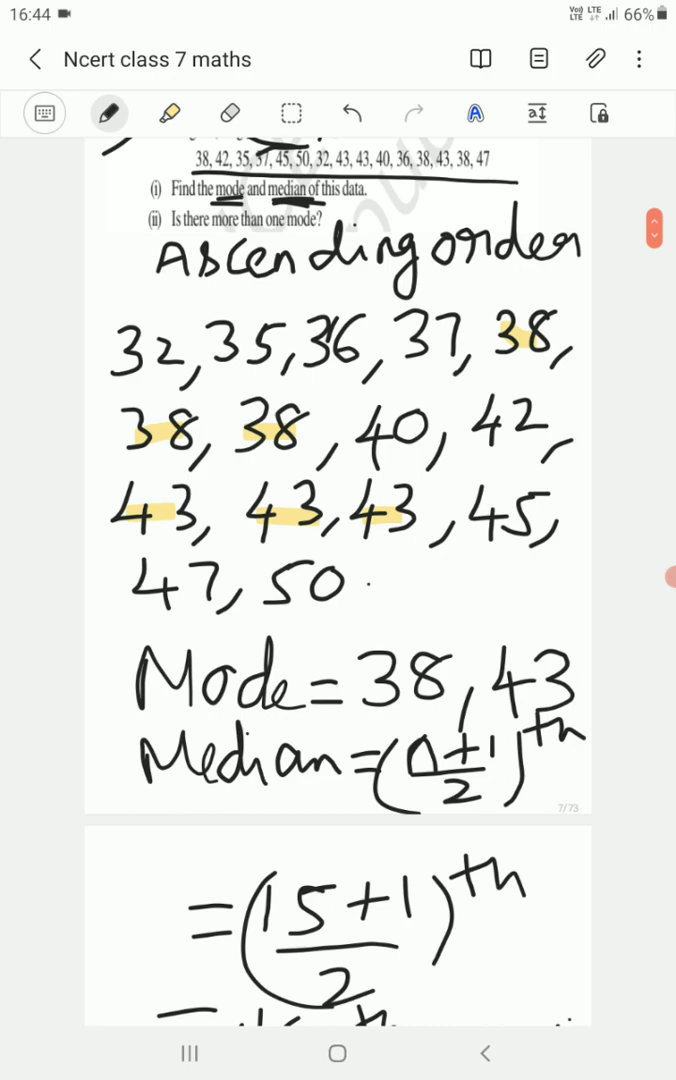 16:44 Vo) LTE LTE 66%
Ncert class 7 maths
38, 42, 35, 37, 45, 50, 32, 43, 43, 40, 36, 38, 43, 38, 47
(i) Find the mode and median of this data.
(ii) Is there more than one mode?
Ascending order
32, 35, 36, 37, 38,
38, 38, 40, 42,
43, 43, 43, 45,
47, 50.
Mode = 38, 43
Median = (n+1/2)th
7/73
= (15+1/2)th